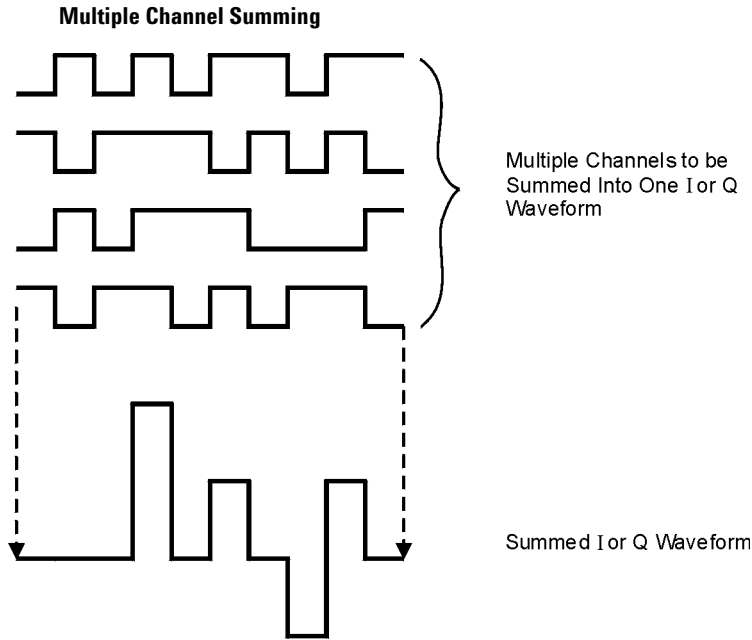 Multiple Channel Summing
Multiple Channels to be
Summed Into One I or Q
Waveform
Summed I or Q Waveform